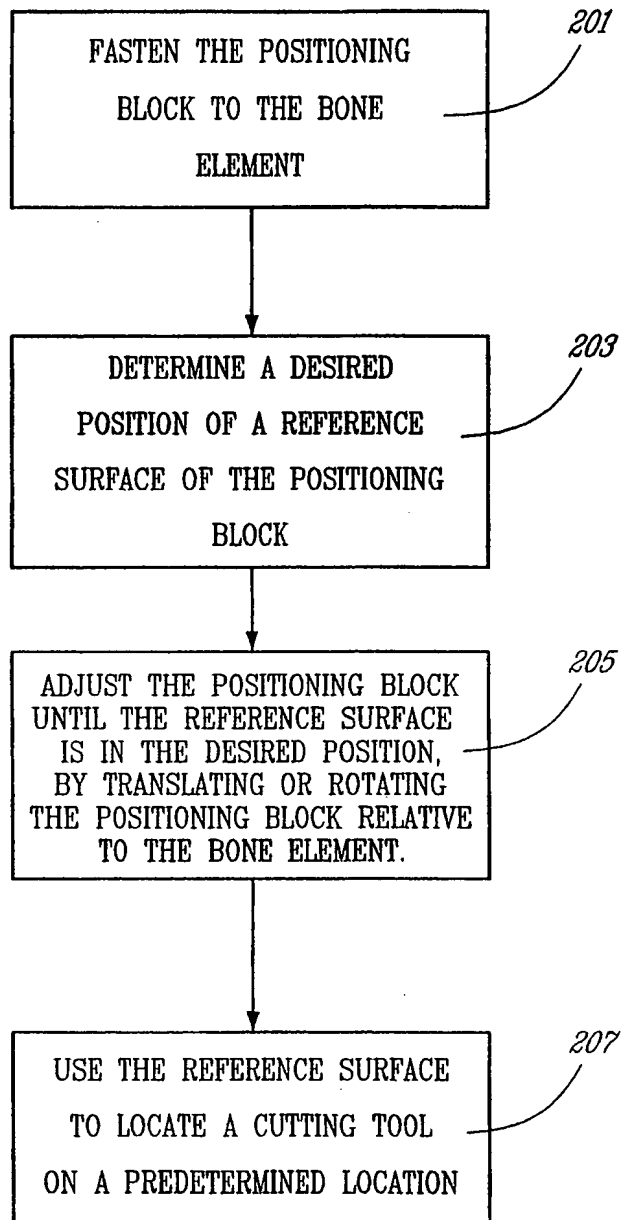 201
FASTEN THE POSITIONING
BLOCK TO THE BONE
ELEMENT
203
DETERMINE A DESIRED
POSITION OF A REFERENCE
SURFACE OF THE POSITIONING
BLOCK
205
ADJUST THE POSITIONING BLOCK
UNTIL THE REFERENCE SURFACE
IS IN THE DESIRED POSITION,
BY TRANSLATING OR ROTATING
THE POSITIONING BLOCK RELATIVE
TO THE BONE ELEMENT.
207
USE THE REFERENCE SURFACE
TO LOCATE A CUTTING TOOL
ON A PREDETERMINED LOCATION